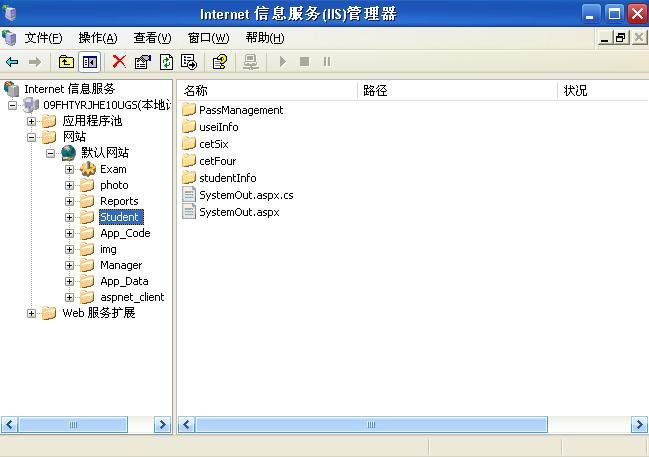 Internet 信息服务(IIS)管理器
文件(F) 操作(A) 查看(V) 窗口(W) 帮助(H)
Internet 信息服务
09FHTYRJHE10UGS(本地计
应用程序池
网站
默认网站
Exam
photo
Reports
Student
App_Code
img
Manager
App_Data
aspnet_client
Web 服务扩展
名称 路径 状况
PassManagement
useiInfo
cetSix
cetFour
studentInfo
SystemOut.aspx.cs
SystemOut.aspx